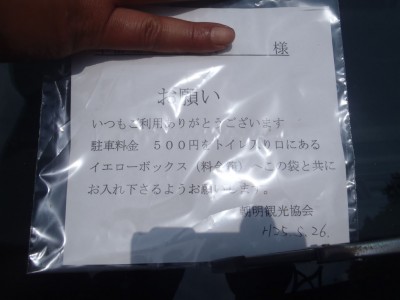 様
お願い
いつもご利用ありがとうございます
駐車料金 500円をトイレ入り口にある
イエローボックス（料金箱）へこの袋と共に
お入れ下さるようお願いします。
朝明観光協会
H25.5.26.